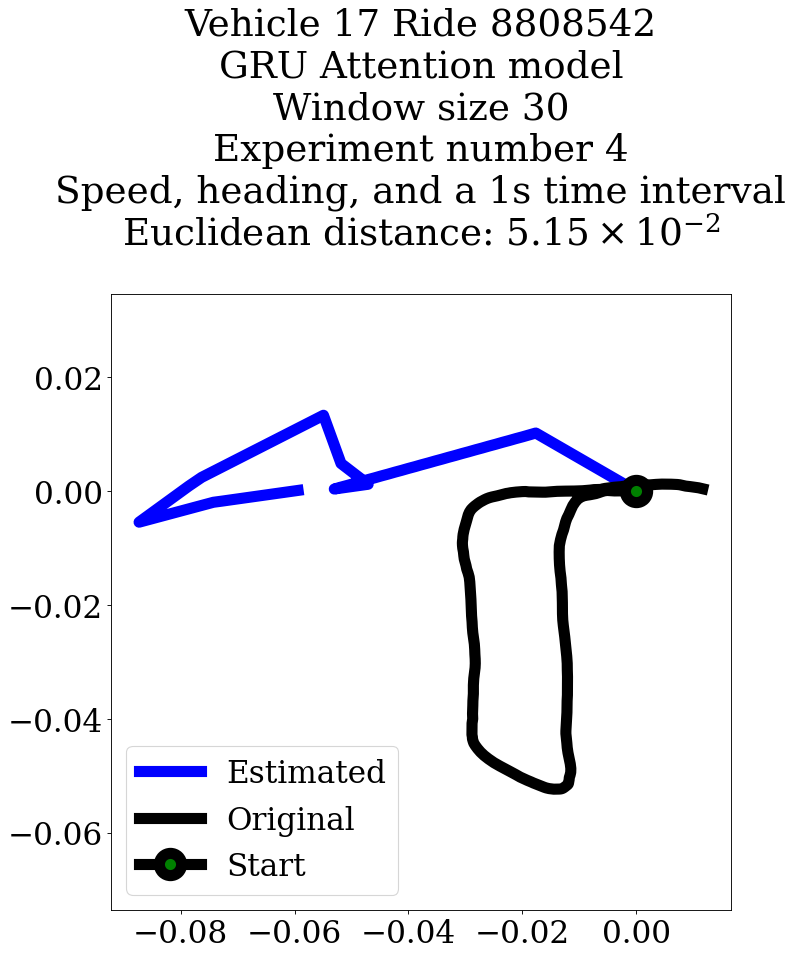 Vehicle 17 Ride 8808542
GRU Attention model
Window size 30
Experiment number 4
Speed, heading, and a 1s time interval
Euclidean distance: 5.15 × 10⁻²
0.02
0.00
−0.02
−0.04
−0.06
Estimated
Original
Start
−0.08 −0.06 −0.04 −0.02 0.00